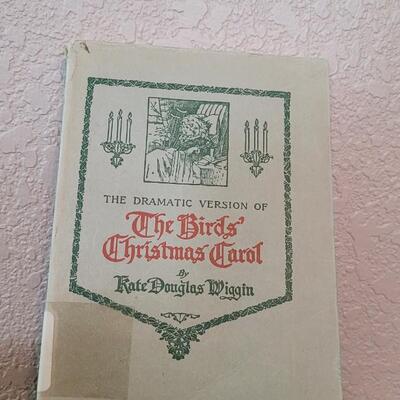 THE DRAMATIC VERSION OF
The Birds'
Christmas Carol
By
Kate Douglas Wiggin